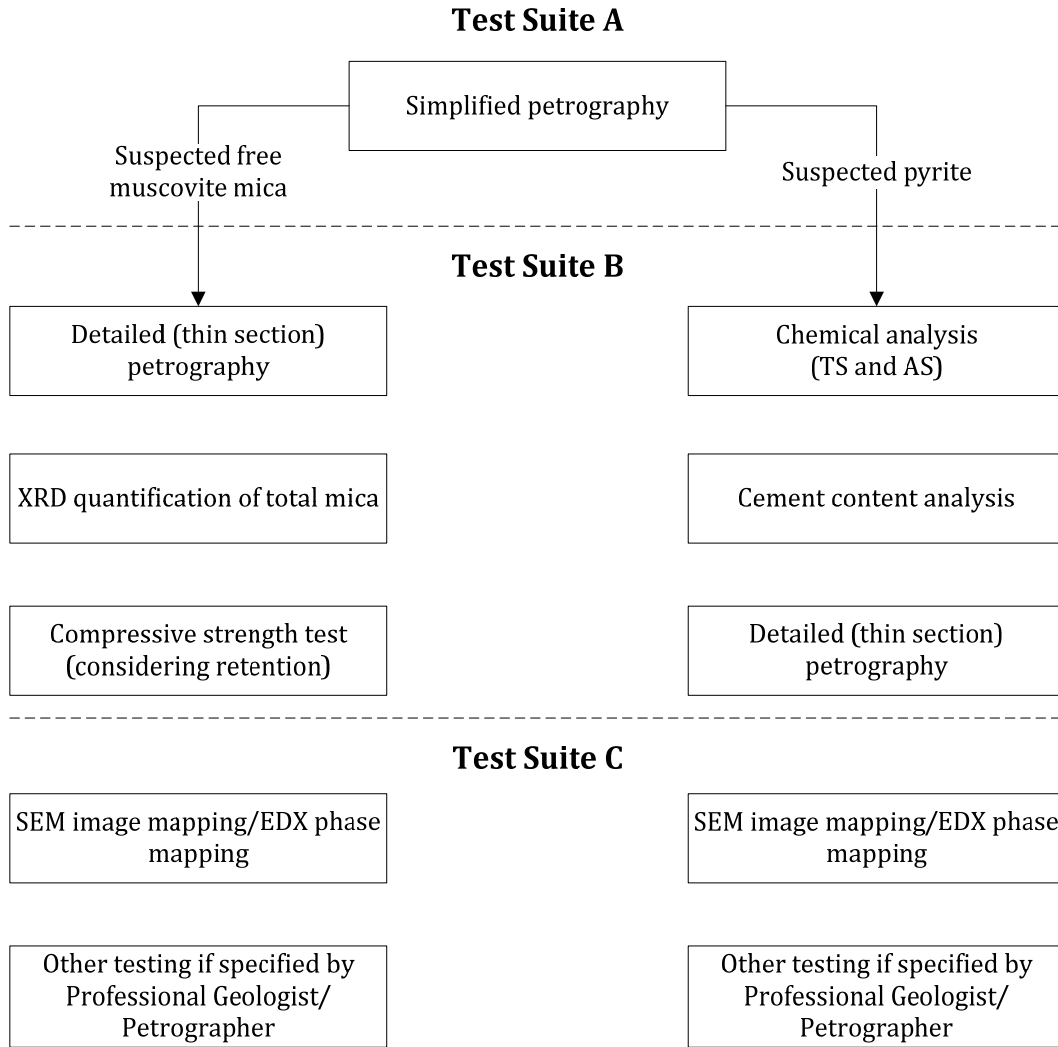 Test Suite A
Simplified petrography
Suspected free
muscovite mica
Suspected pyrite
Test Suite B
Detailed (thin section)
petrography
Chemical analysis
(TS and AS)
XRD quantification of total mica
Cement content analysis
Compressive strength test
(considering retention)
Detailed (thin section)
petrography
Test Suite C
SEM image mapping/EDX phase
mapping
SEM image mapping/EDX phase
mapping
Other testing if specified by
Professional Geologist/
Petrographer
Other testing if specified by
Professional Geologist/
Petrographer